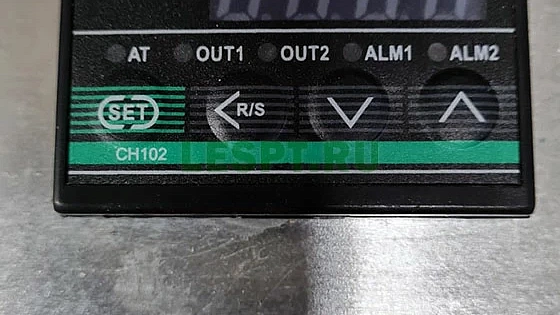 AT OUT1 OUT2 ALM1 ALM2
SET R/S
CH102
LESPT.RU